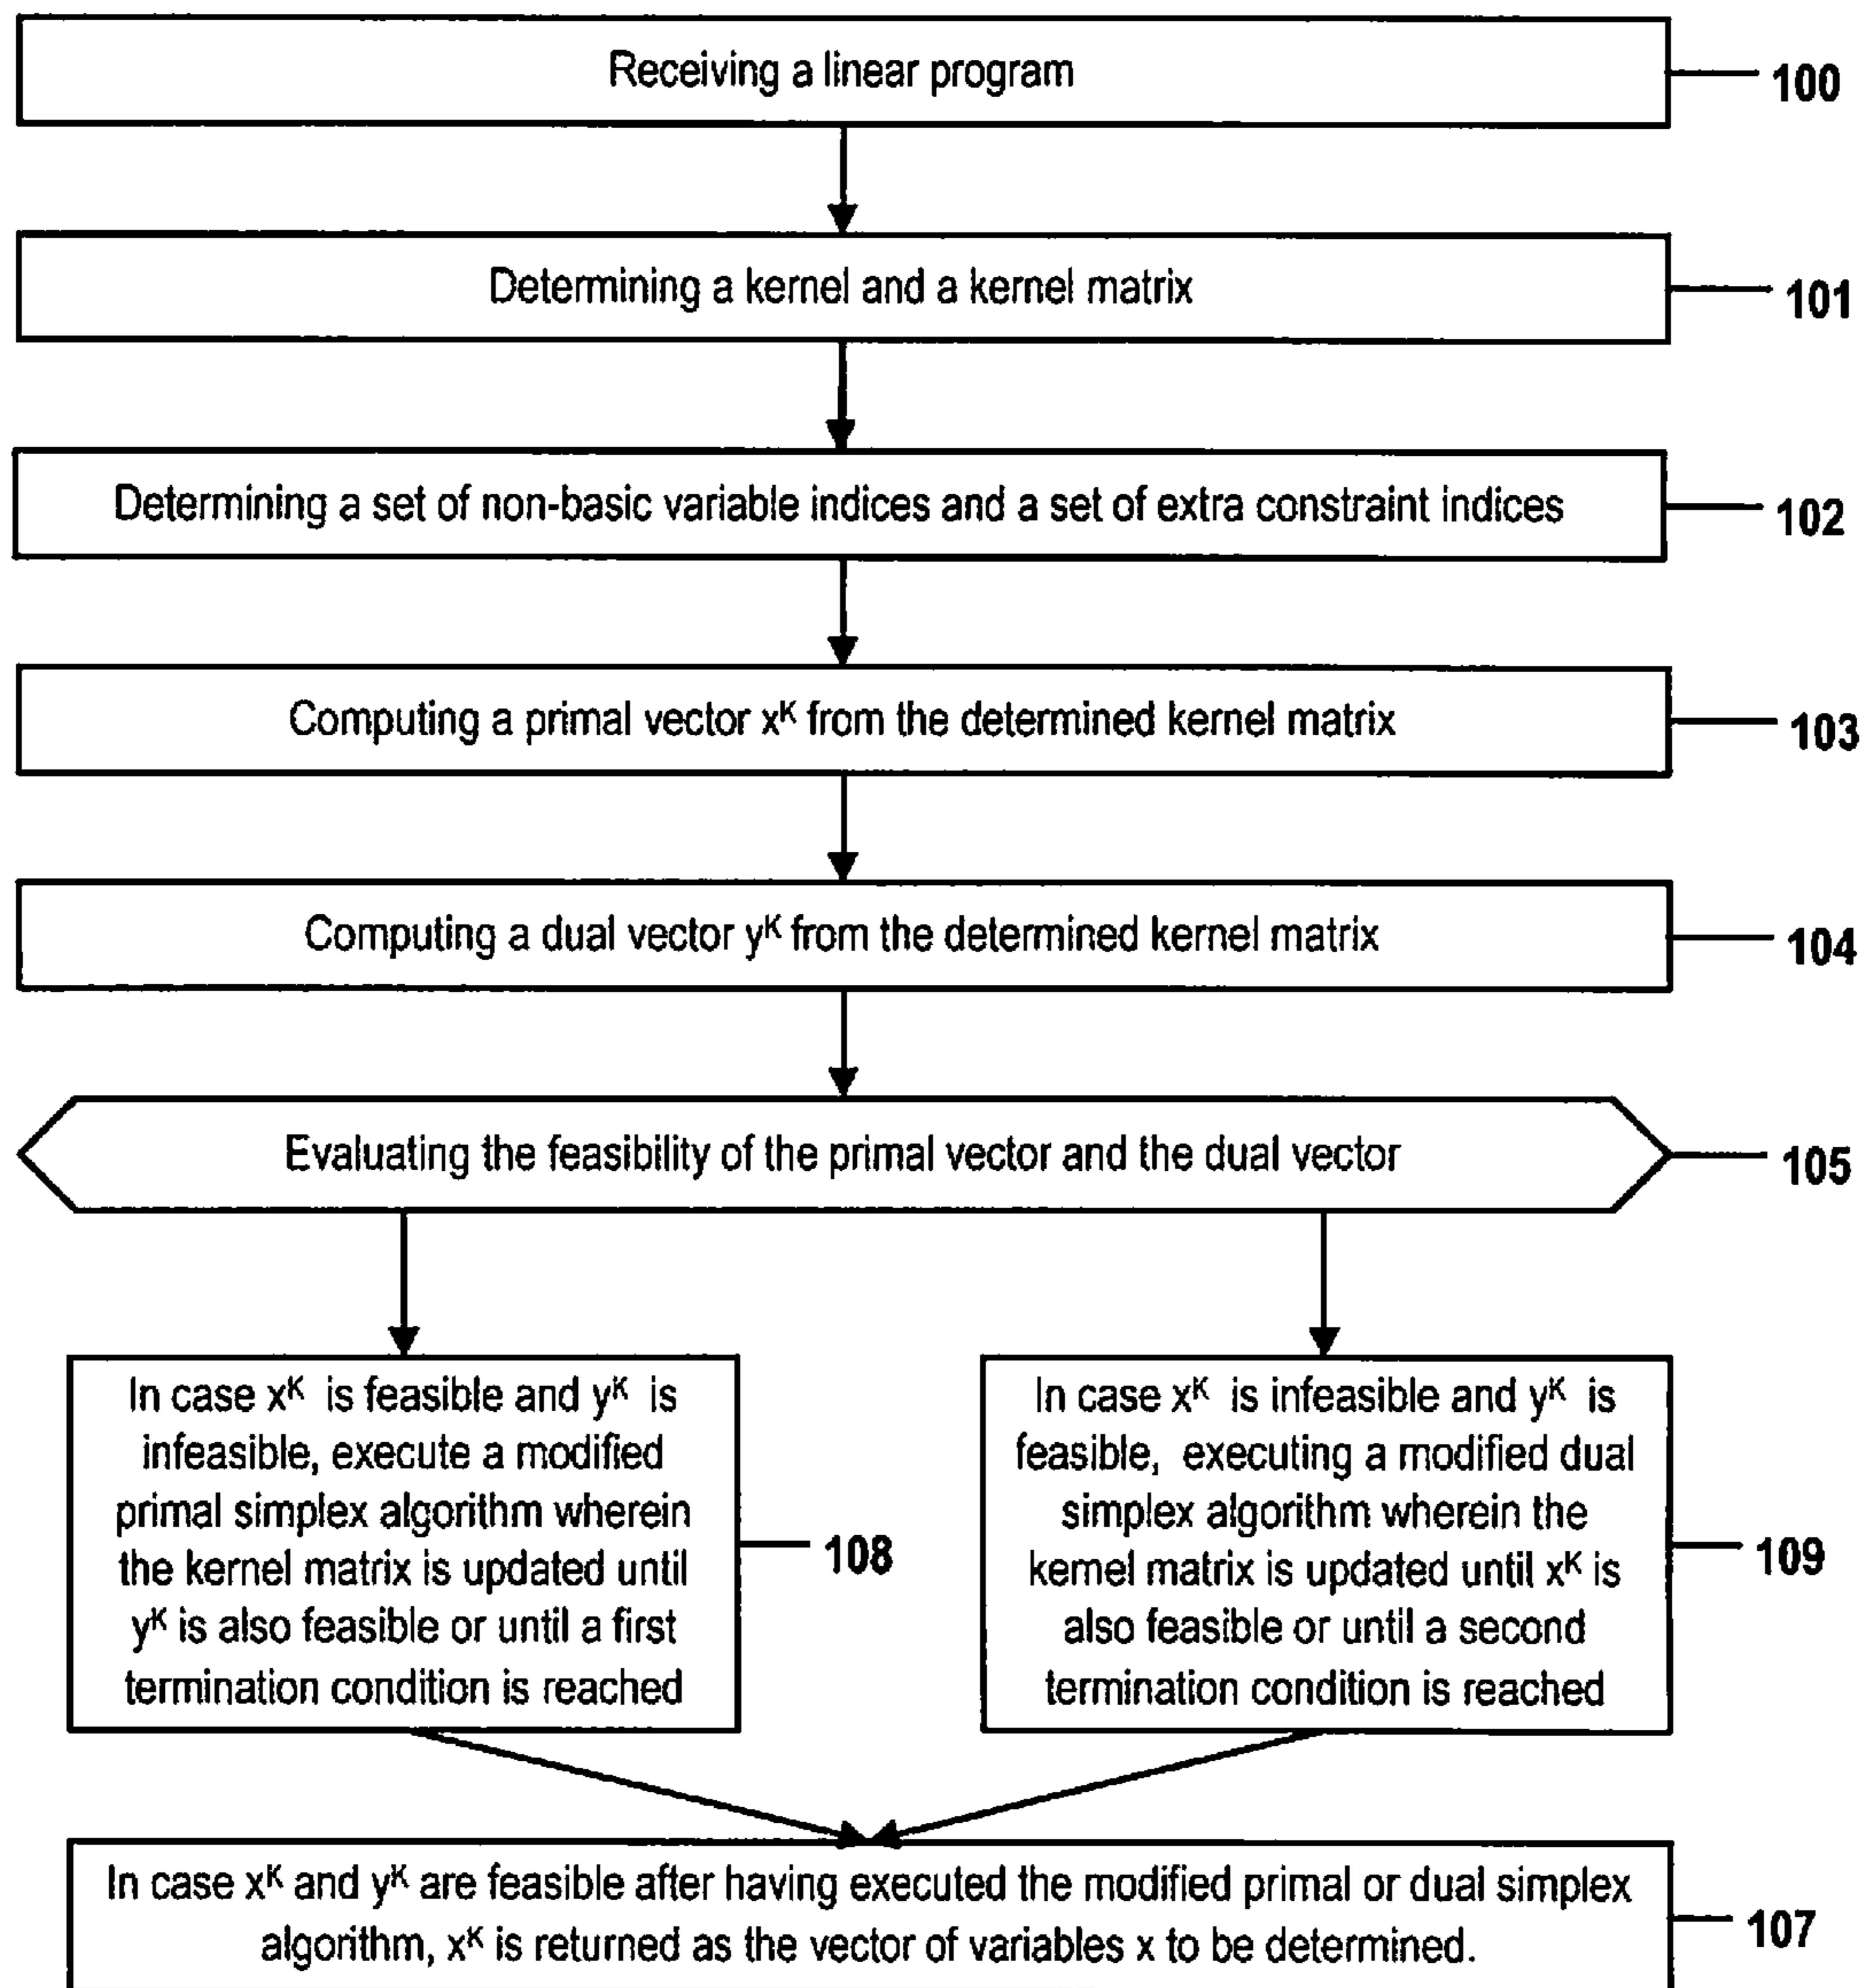 Receiving a linear program
100
Determining a kernel and a kernel matrix
101
Determining a set of non-basic variable indices and a set of extra constraint indices
102
Computing a primal vector xᴷ from the determined kernel matrix
103
Computing a dual vector yᴷ from the determined kernel matrix
104
Evaluating the feasibility of the primal vector and the dual vector
105
In case xᴷ is feasible and yᴷ is
infeasible, execute a modified
primal simplex algorithm wherein
the kernel matrix is updated until
yᴷ is also feasible or until a first
termination condition is reached
108
In case xᴷ is infeasible and yᴷ is
feasible, executing a modified dual
simplex algorithm wherein the
kernel matrix is updated until xᴷ is
also feasible or until a second
termination condition is reached
109
In case xᴷ and yᴷ are feasible after having executed the modified primal or dual simplex
algorithm, xᴷ is returned as the vector of variables x to be determined.
107